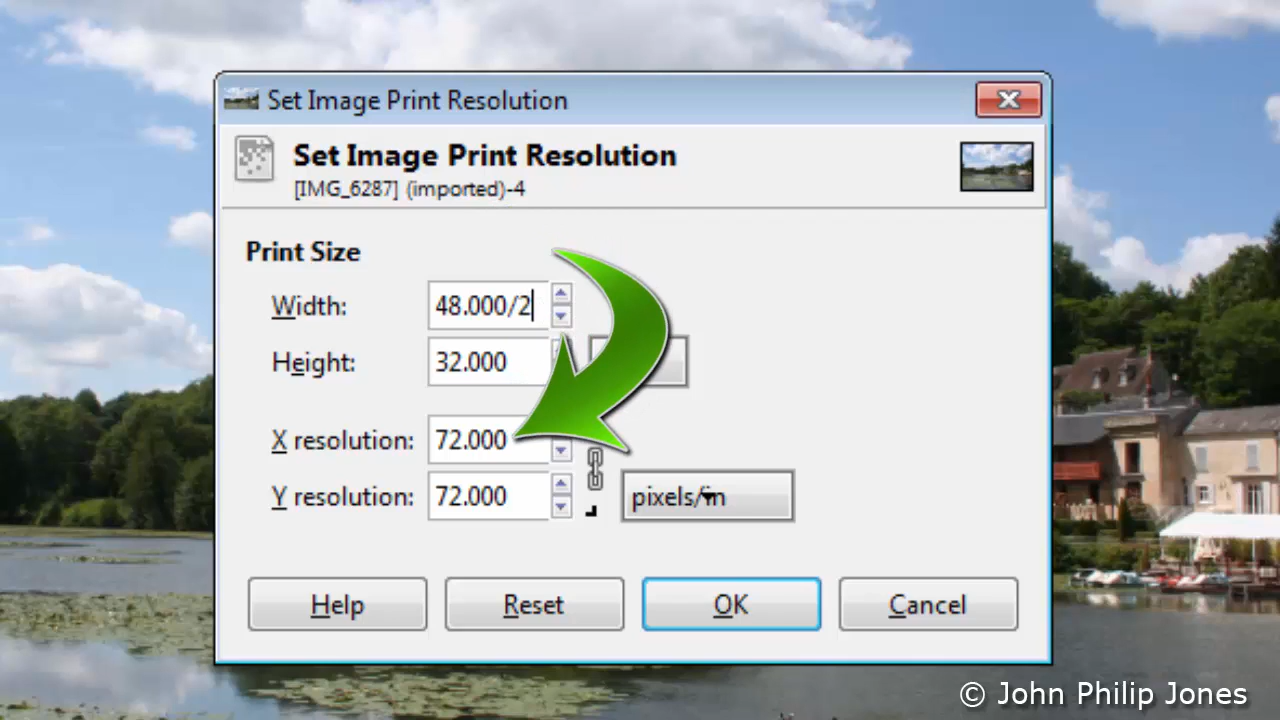 Set Image Print Resolution
Set Image Print Resolution
[IMG_6287] (imported)-4
Print Size
Width: 48.000/2
Height: 32.000
X resolution: 72.000
Y resolution: 72.000 pixels/in
Help Reset OK Cancel
© John Philip Jones